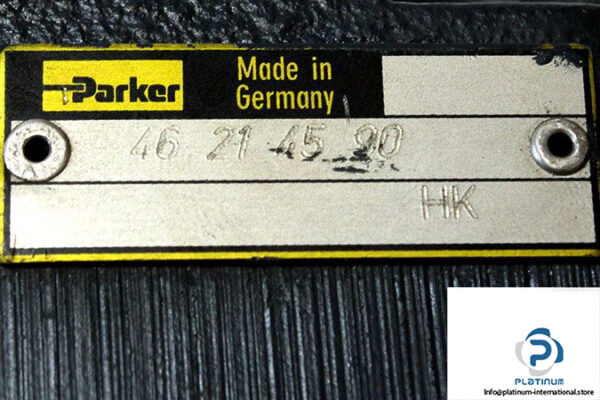 Parker
Made in
Germany
46 21 45 90
HK
P
PLATINUM
Info@platinum-international.store